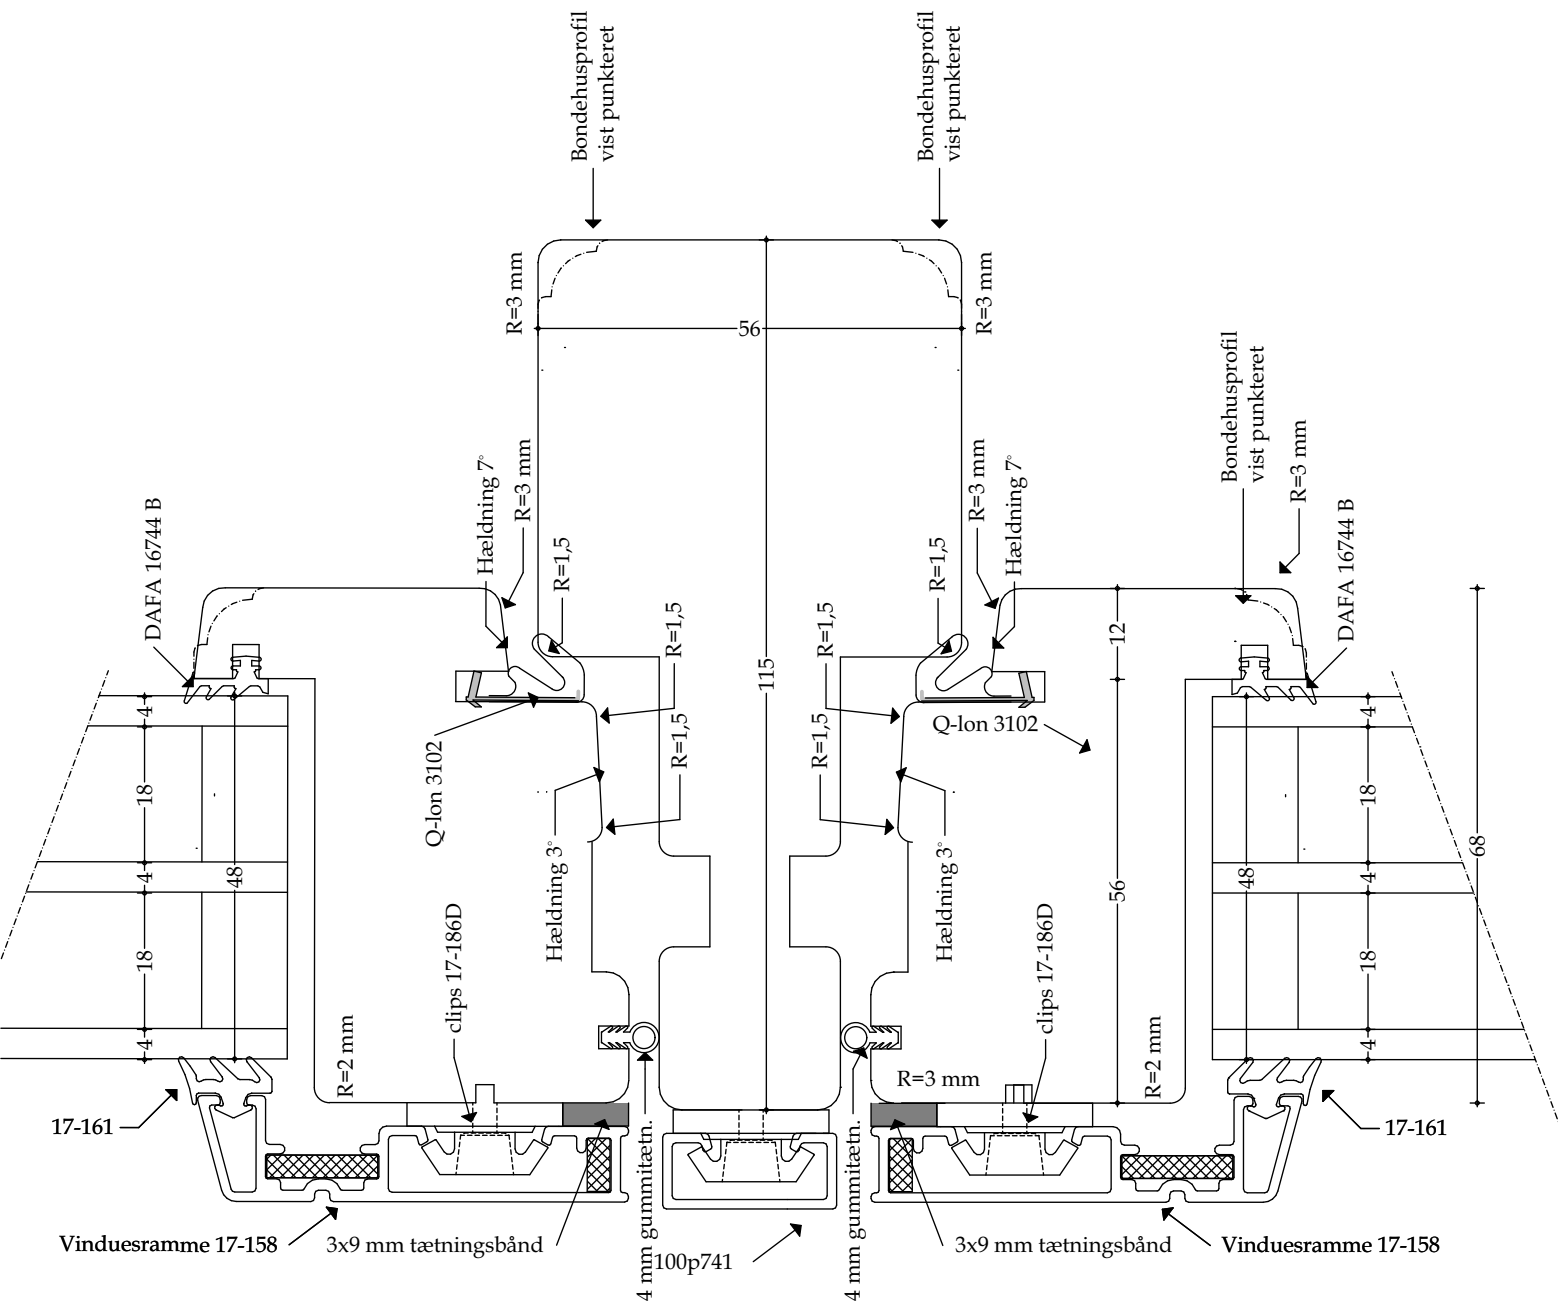 Bondehusprofil
vist punkteret
Bondehusprofil
vist punkteret
R=3 mm
R=3 mm
56
Bondehusprofil
vist punkteret
R=3 mm
Hældning 7°
R=3 mm
R=3 mm
Hældning 7°
DAFA 16744 B
R=1,5
R=1,5
DAFA 16744 B
R=1,5
R=1,5
12
115
4
4
Q-lon 3102
Q-lon 3102
R=1,5
R=1,5
18
18
68
Hældning 3°
Hældning 3°
4
48
56
48
4
clips 17-186D
clips 17-186D
18
18
4
4
R=2 mm
R=3 mm
R=2 mm
17-161
17-161
4 mm gummitætn.
4 mm gummitætn.
Vinduesramme 17-158
3x9 mm tætningsbånd
100p741
3x9 mm tætningsbånd
Vinduesramme 17-158